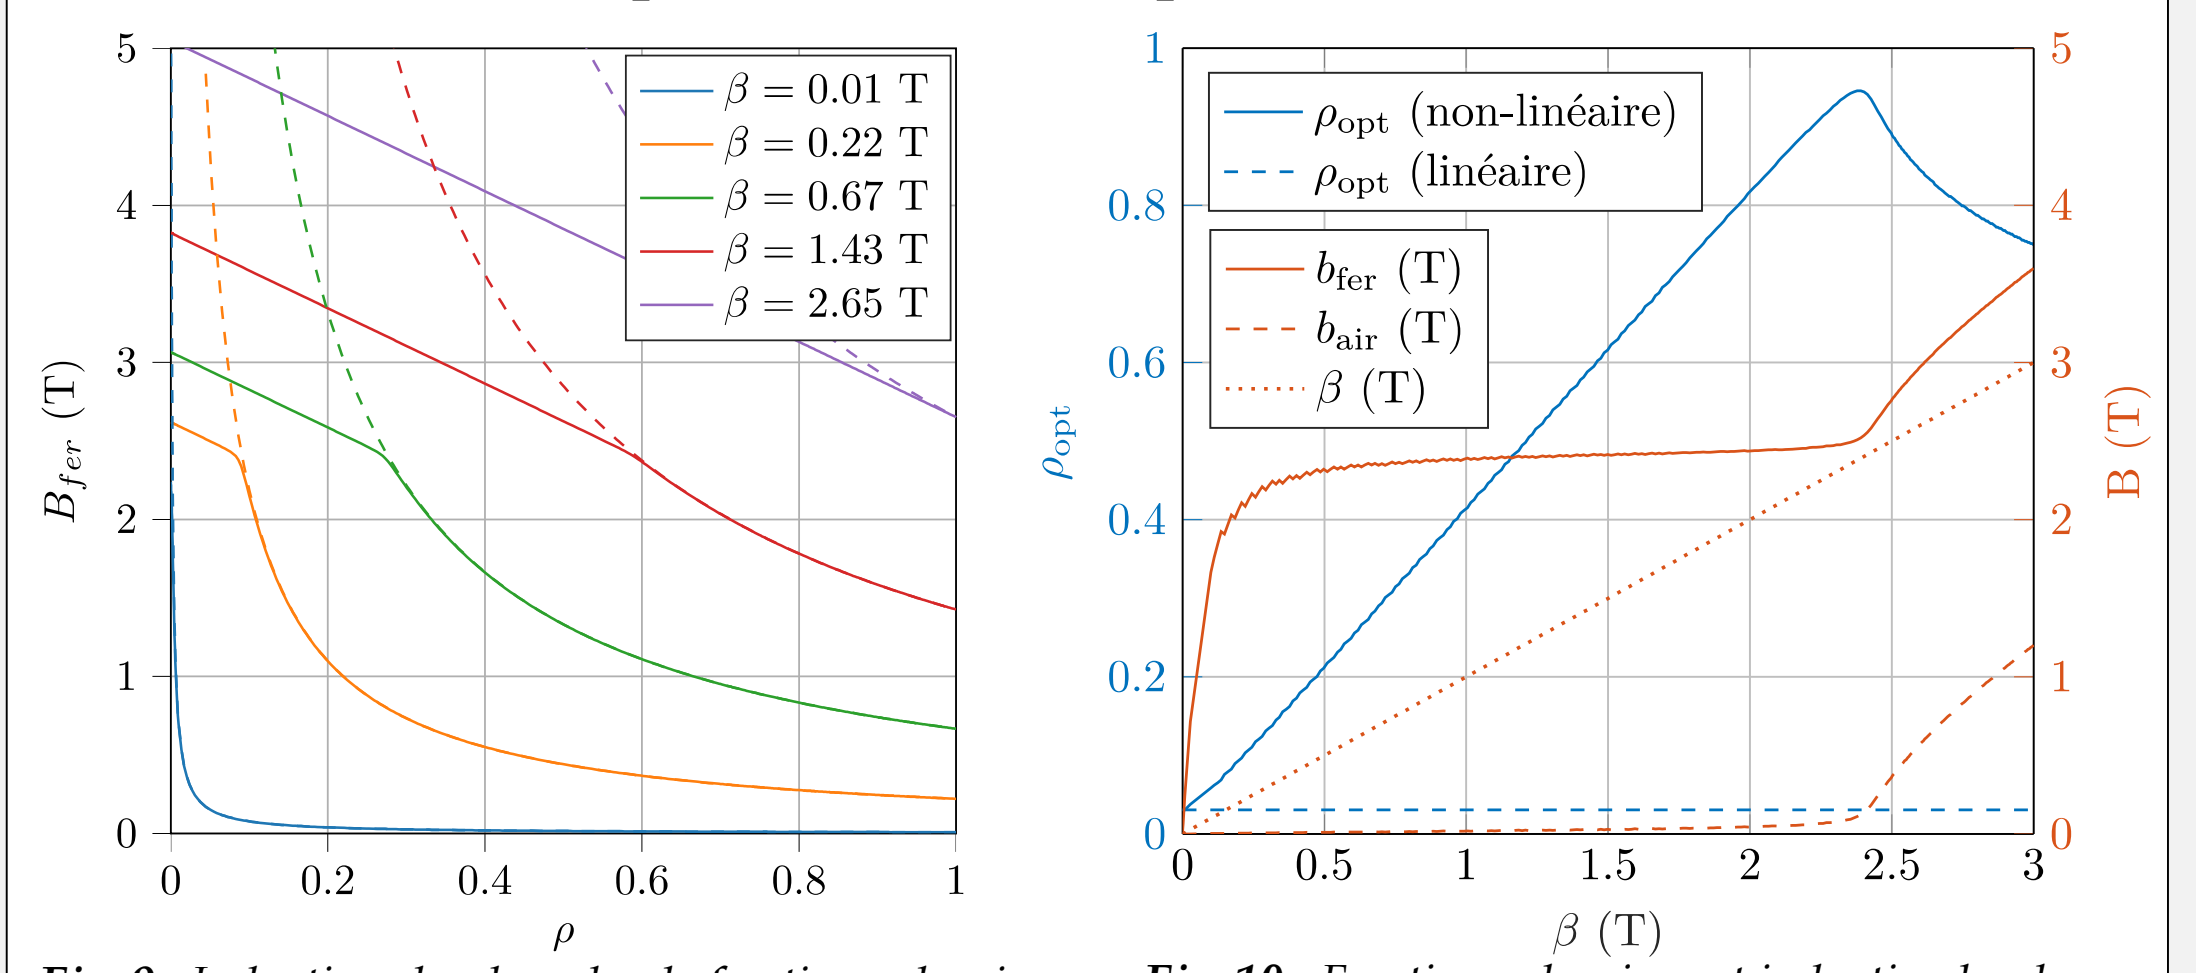 5
4
3
2
1
0
0
0.2
0.4
0.6
0.8
1
B_fer (T)
ρ
β = 0.01 T
β = 0.22 T
β = 0.67 T
β = 1.43 T
β = 2.65 T
1
0.8
0.6
0.4
0.2
0
ρ_opt
0
0.5
1
1.5
2
2.5
3
β (T)
5
4
3
2
1
0
B (T)
ρ_opt (non-linéaire)
ρ_opt (linéaire)
b_fer (T)
b_air (T)
β (T)